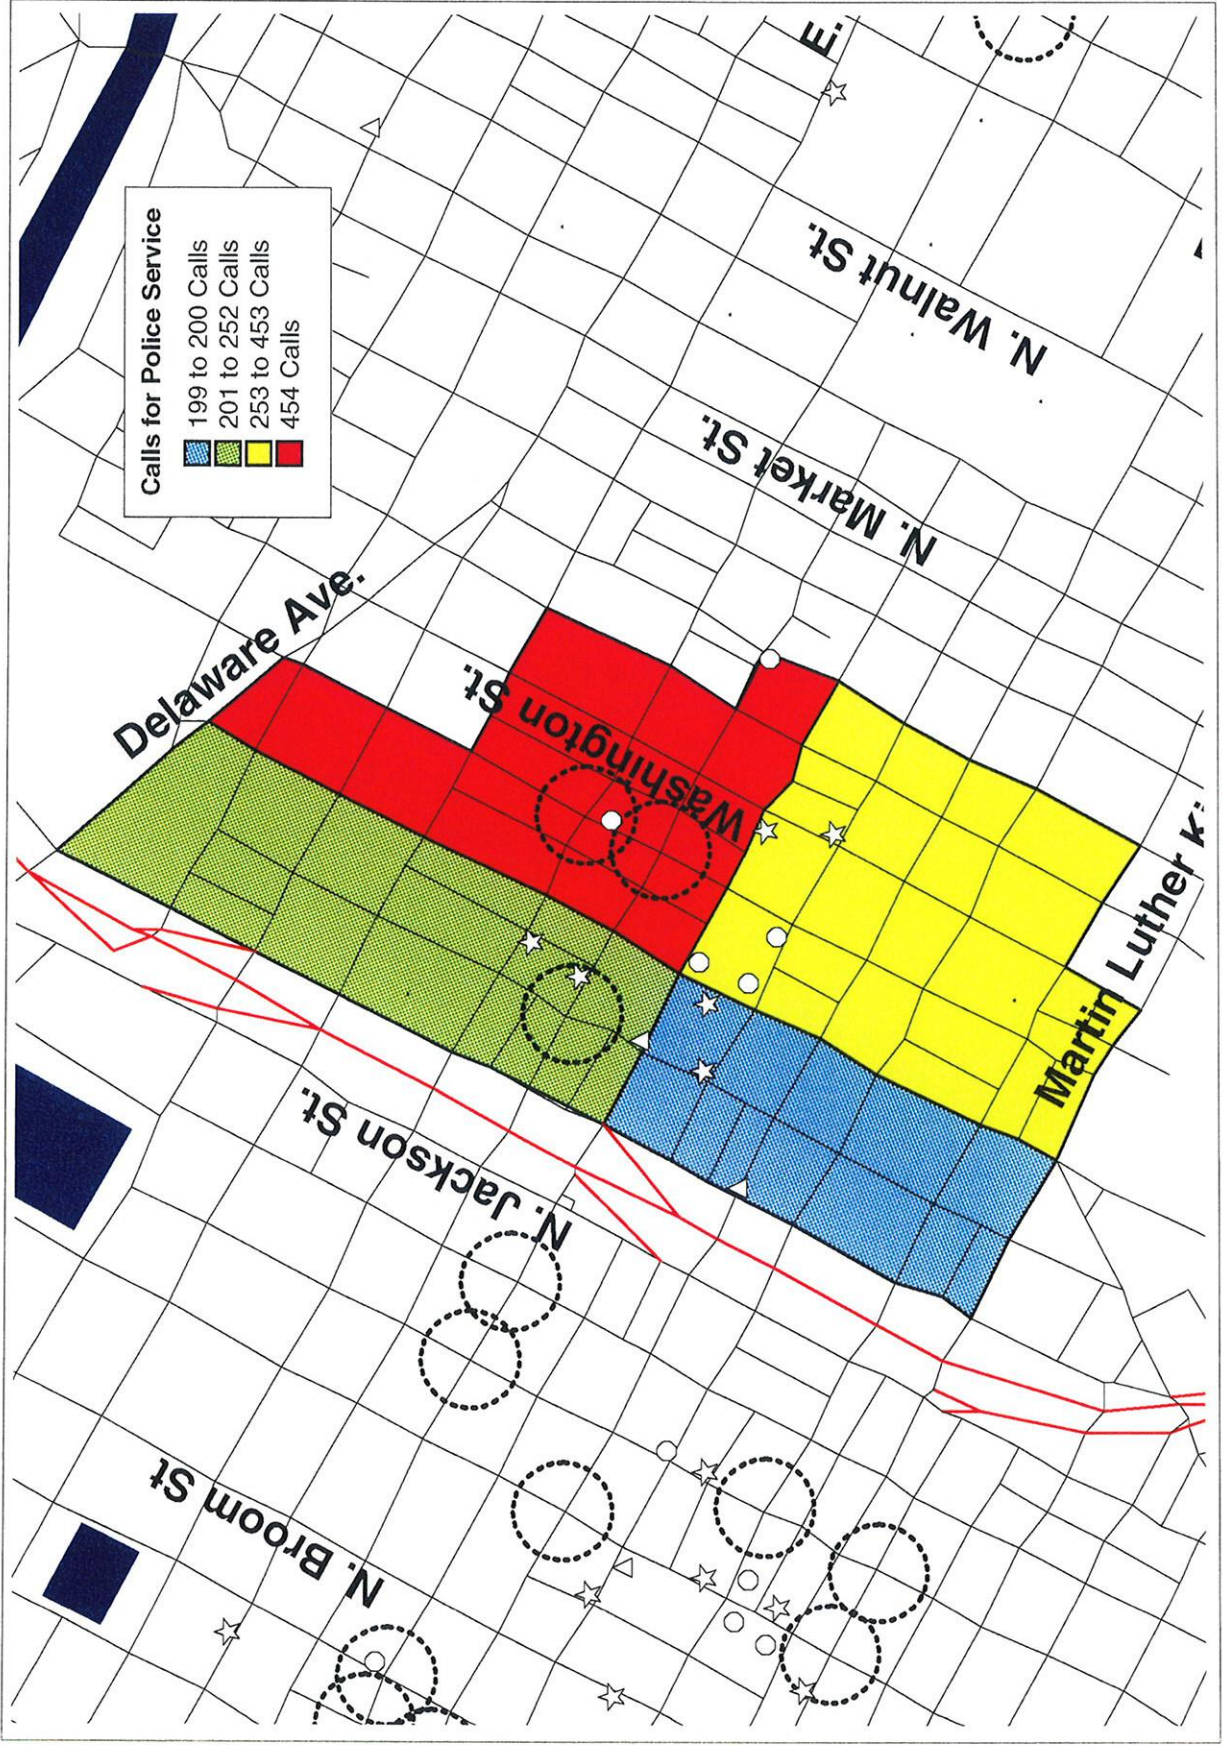 Calls for Police Service
199 to 200 Calls
201 to 252 Calls
253 to 453 Calls
454 Calls
Delaware Ave.
N. Broom St
N. Jackson St.
Washington St.
N. Market St.
N. Walnut St.
E.
Martin Luther